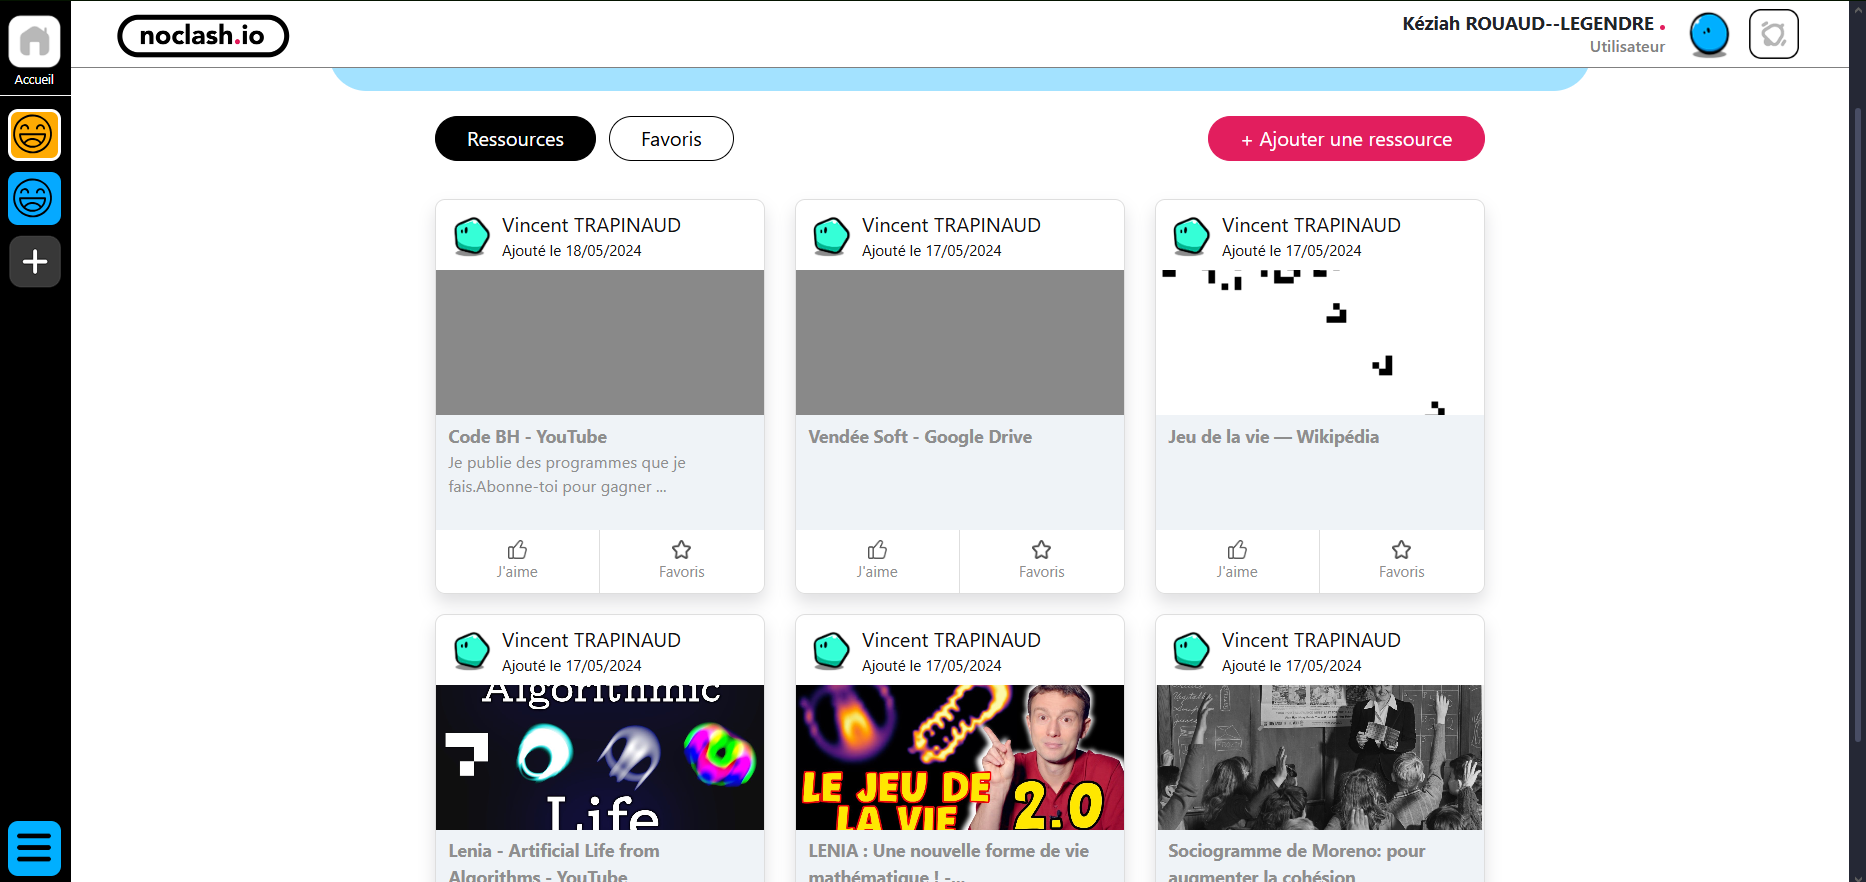 Accueil
noclash.io
Kéziah ROUAUD--LEGENDRE
Utilisateur
Ressources
Favoris
+ Ajouter une ressource
Vincent TRAPINAUD
Ajouté le 18/05/2024
Code BH - YouTube
Je publie des programmes que je
fais.Abonne-toi pour gagner ...
J'aime
Favoris
Vincent TRAPINAUD
Ajouté le 17/05/2024
Vendée Soft - Google Drive
J'aime
Favoris
Vincent TRAPINAUD
Ajouté le 17/05/2024
Jeu de la vie — Wikipédia
J'aime
Favoris
Vincent TRAPINAUD
Ajouté le 17/05/2024
Algorithmic
Life
Lenia - Artificial Life from
Algorithms - YouTube
Vincent TRAPINAUD
Ajouté le 17/05/2024
LE JEU DE
LA VIE 2.0
LENIA : Une nouvelle forme de vie
mathématique ! -...
Vincent TRAPINAUD
Ajouté le 17/05/2024
Sociogramme de Moreno: pour
augmenter la cohésion